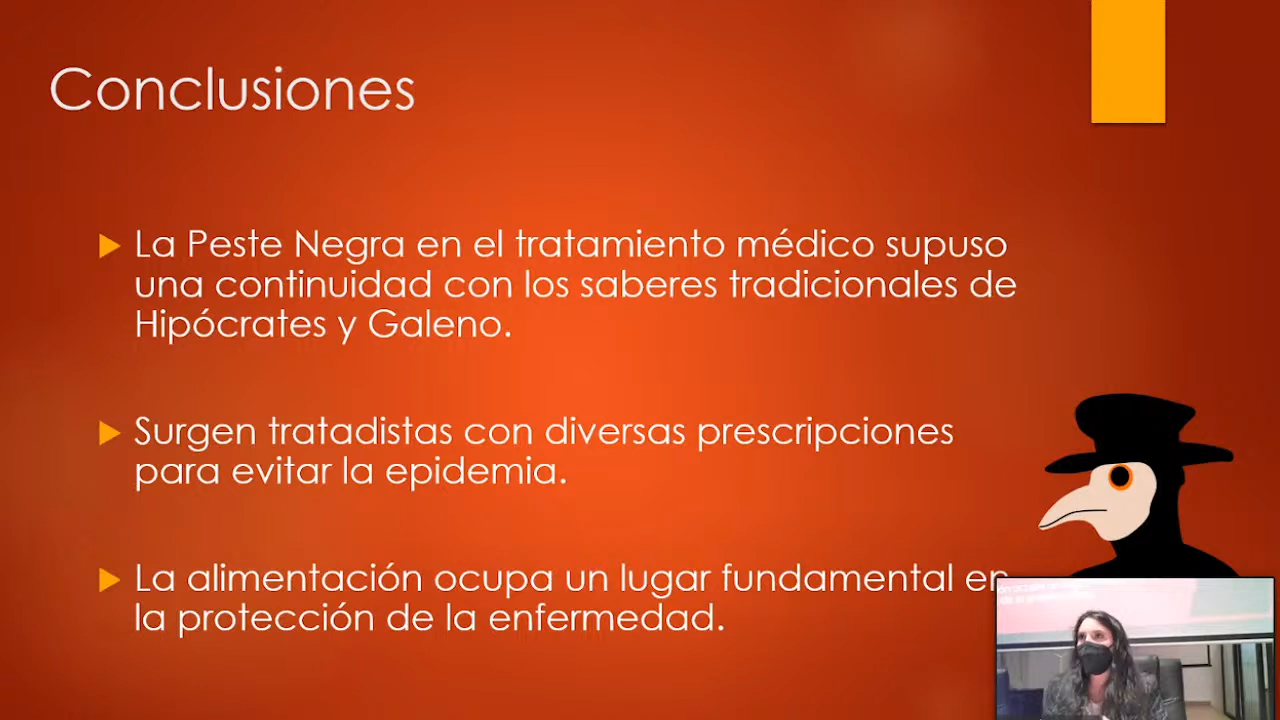 Conclusiones
La Peste Negra en el tratamiento médico supuso
una continuidad con los saberes tradicionales de
Hipócrates y Galeno.
Surgen tratadistas con diversas prescripciones
para evitar la epidemia.
La alimentación ocupa un lugar fundamental en
la protección de la enfermedad.